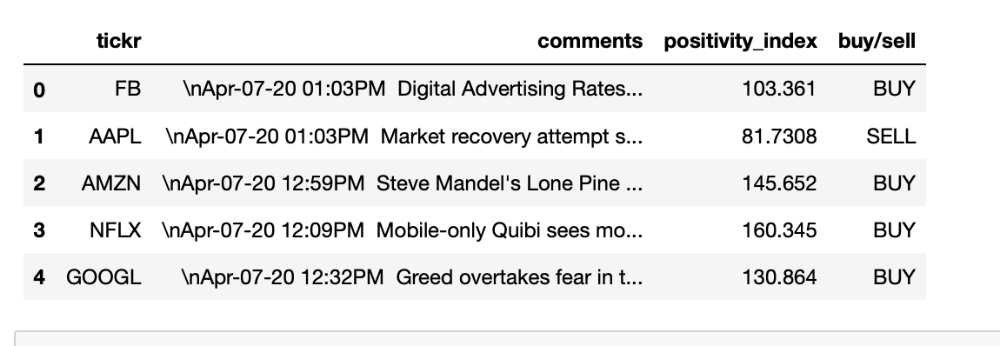 tickr comments positivity_index buy/sell
0 FB \nApr-07-20 01:03PM  Digital Advertising Rates... 103.361 BUY
1 AAPL \nApr-07-20 01:03PM  Market recovery attempt s... 81.7308 SELL
2 AMZN \nApr-07-20 12:59PM  Steve Mandel's Lone Pine ... 145.652 BUY
3 NFLX \nApr-07-20 12:09PM  Mobile-only Quibi sees mo... 160.345 BUY
4 GOOGL \nApr-07-20 12:32PM  Greed overtakes fear in t... 130.864 BUY